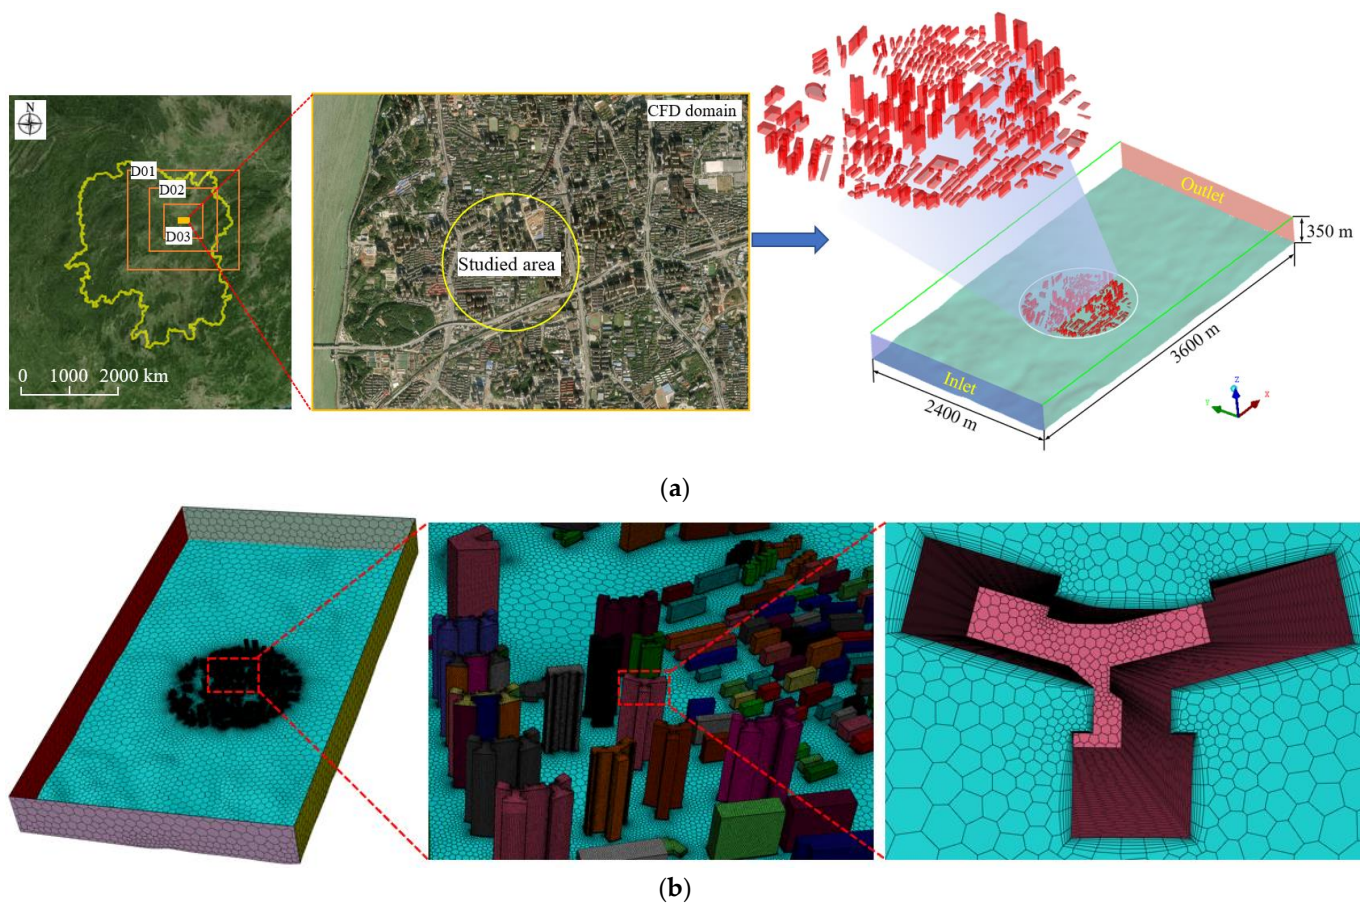 N
D01
D02
D03
0 1000 2000 km
CFD domain
Studied area
Outlet
350 m
3600 m
Inlet
2400 m
Z
Y
X
(a)
(b)